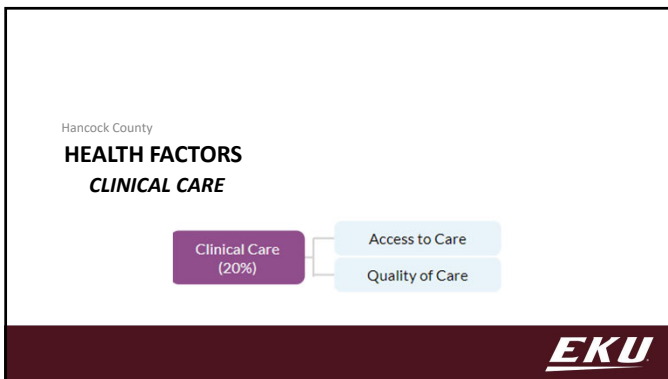 Hancock County
HEALTH FACTORS
CLINICAL CARE
Clinical Care
(20%)
Access to Care
Quality of Care
EKU